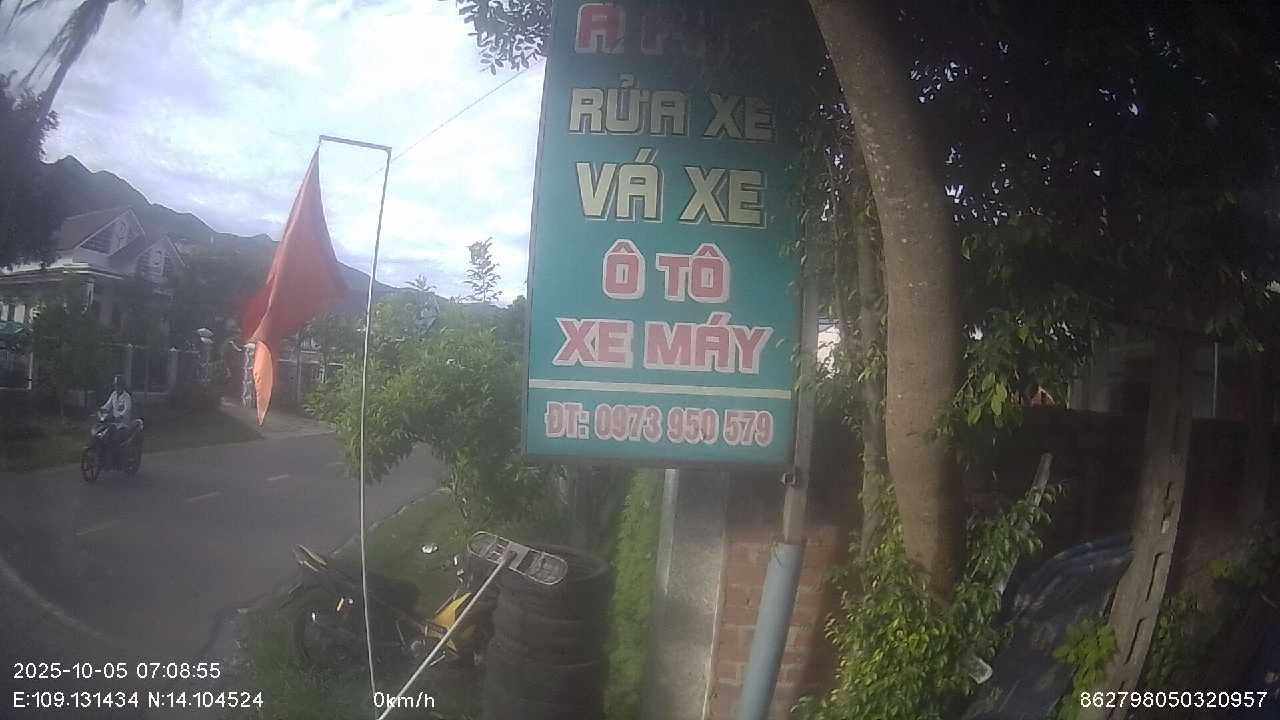 RỬA XE
VÁ XE
Ô TÔ
XE MÁY
ĐT: 0973 950 579
2025-10-05 07:08:55
E:109.131434 N:14.104524
0km/h
862798050320957